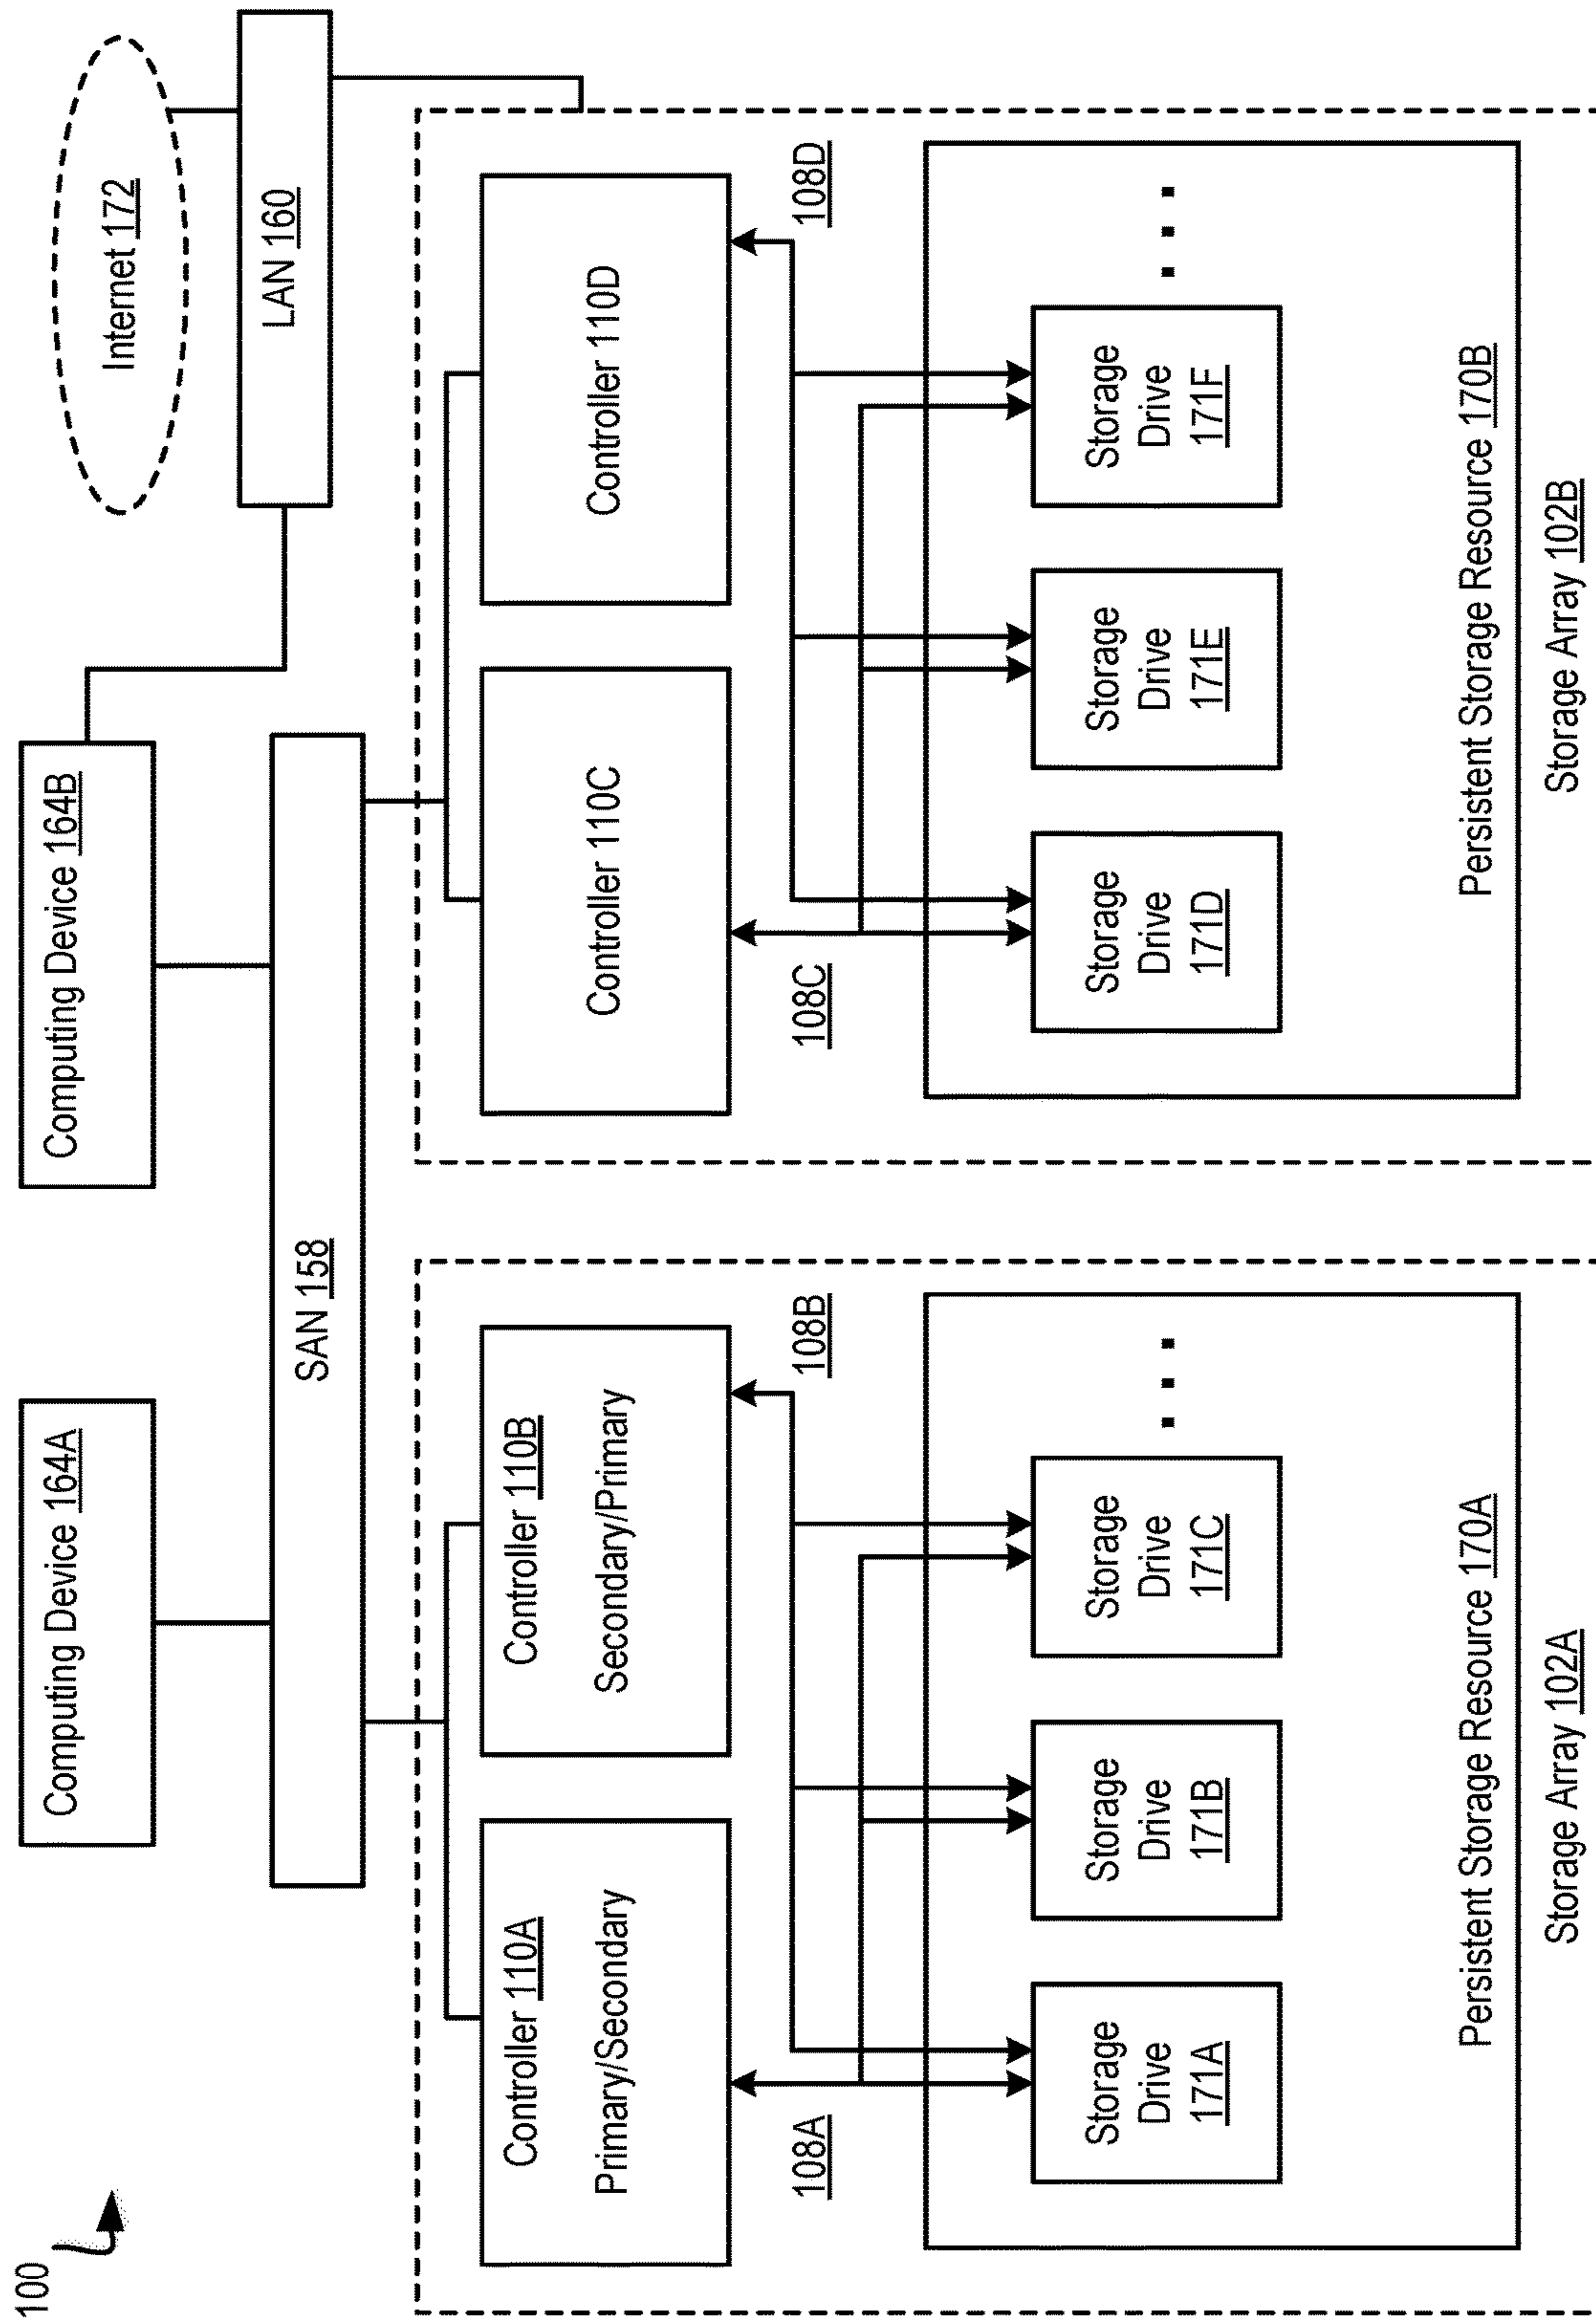 100
Computing Device 164A
Computing Device 164B
Internet 172
SAN 158
LAN 160
Controller 110A
Primary/Secondary
Controller 110B
Secondary/Primary
Controller 110C
Controller 110D
108A
108B
108C
108D
Storage
Drive
171A
Storage
Drive
171B
Storage
Drive
171C
Storage
Drive
171D
Storage
Drive
171E
Storage
Drive
171F
Persistent Storage Resource 170A
Persistent Storage Resource 170B
Storage Array 102A
Storage Array 102B